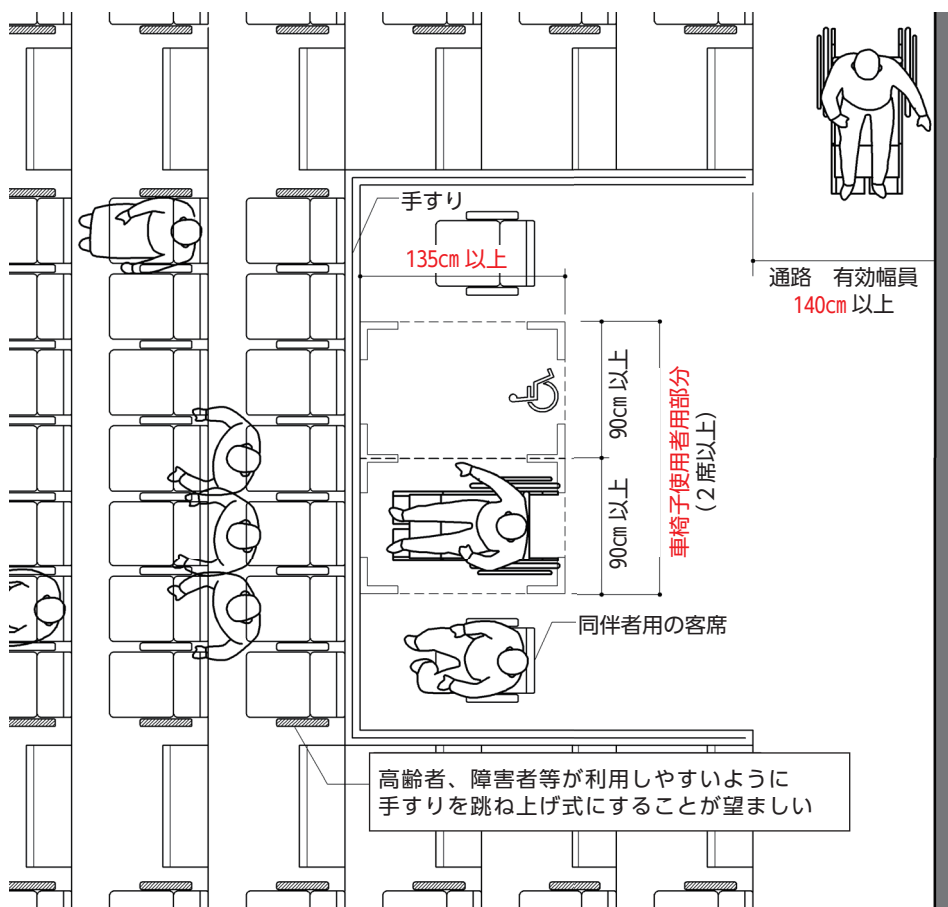 手すり
135cm 以上
通路　有効幅員
140cm 以上
90cm 以上
90cm 以上
車椅子使用者用部分
（2 席以上）
同伴者用の客席
高齢者、障害者等が利用しやすいように
手すりを跳ね上げ式にすることが望ましい